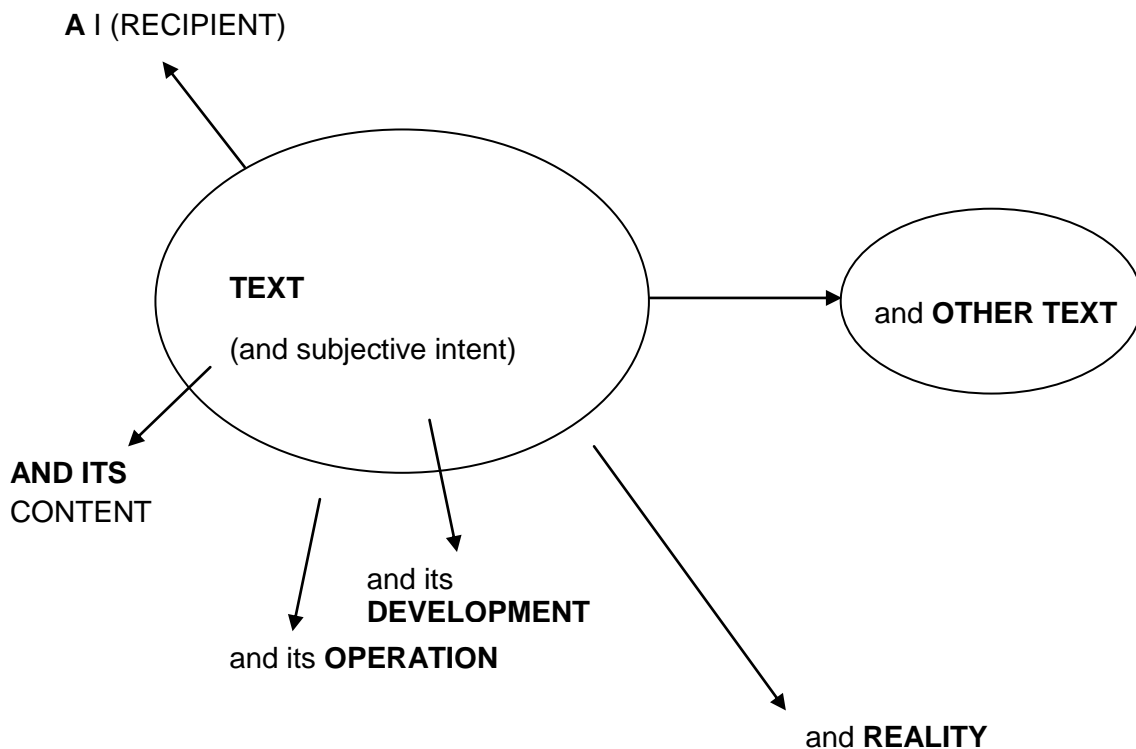 A I (RECIPIENT)
TEXT
(and subjective intent)
and OTHER TEXT
AND ITS
CONTENT
and its
DEVELOPMENT
and its OPERATION
and REALITY